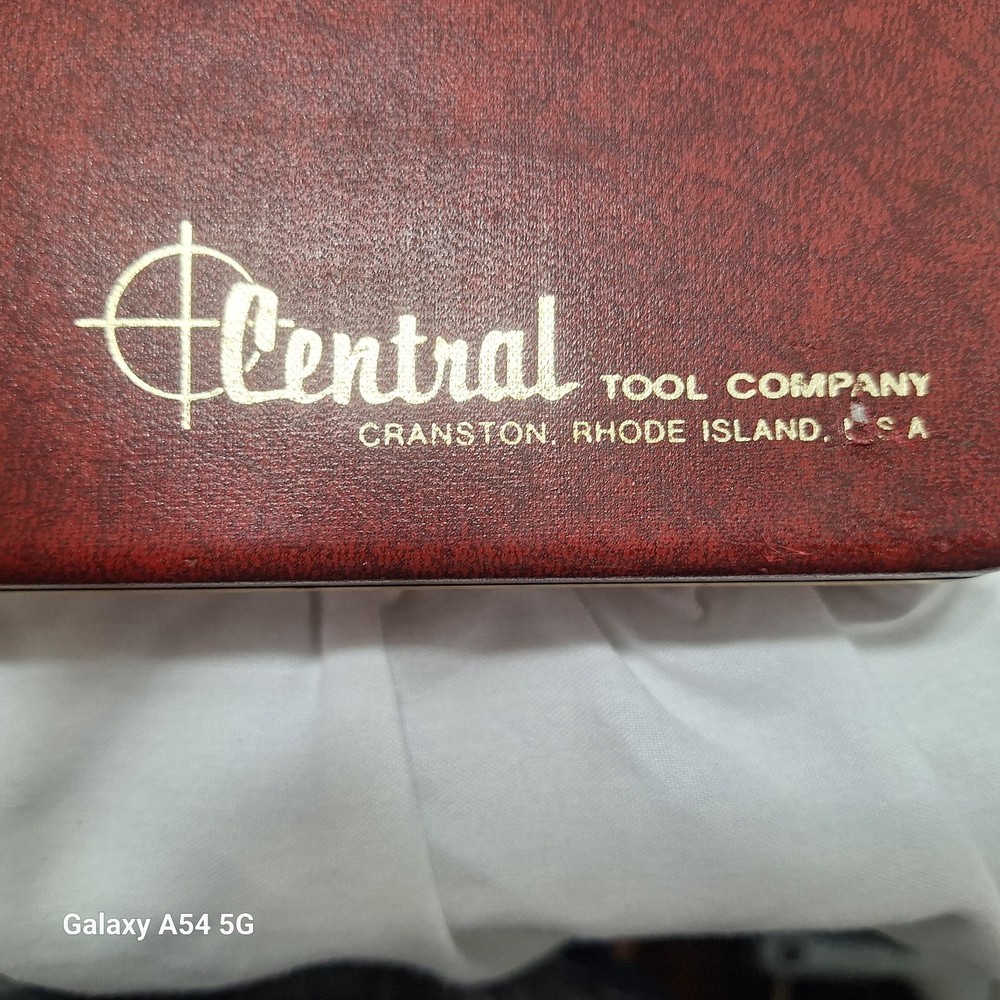 Central TOOL COMPANY
CRANSTON, RHODE ISLAND, U.S.A
Galaxy A54 5G